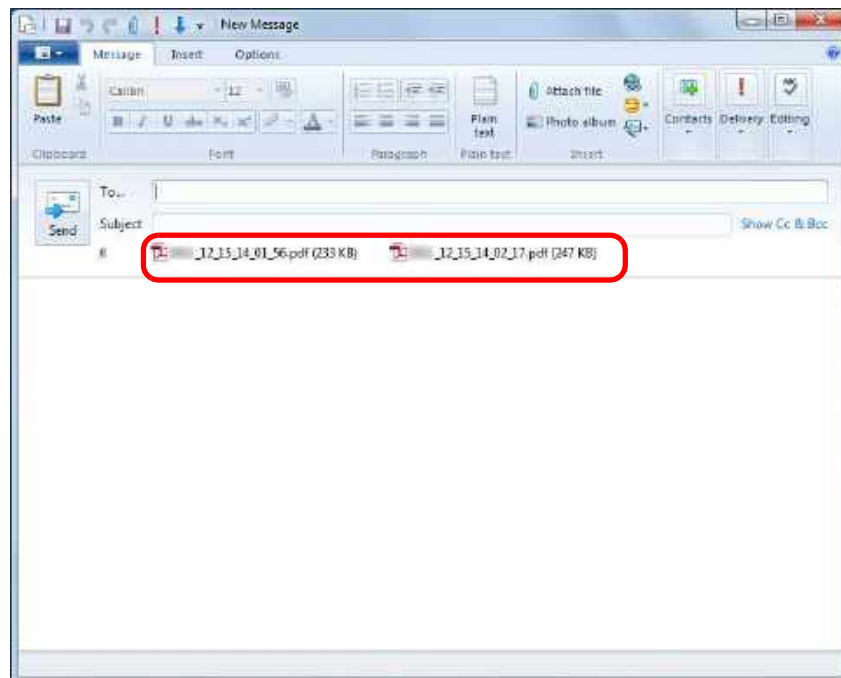 New Message
Message Insert Options
Paste
Calibri 12
Plain text
Attach file
Photo album
Contacts Delivery Editing
Clipboard Font Paragraph Plain text Insert
To...
Send
Subject
Show Cc & Bcc
_12_15_14_01_56.pdf (233 KB) _12_15_14_02_17.pdf (247 KB)